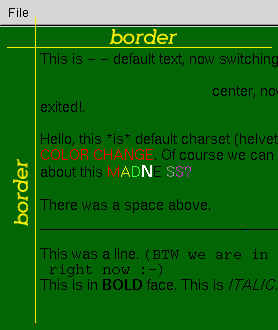 File
border
This is - - default text, now switching
center, no
exited!.
Hello, this *is* default charset (helvet
COLOR CHANGE. Of course we can
about this MADNESS?
There was a space above.
This was a line. (BTW we are in
right now :-)
This is in BOLD face. This is ITALIC.
border